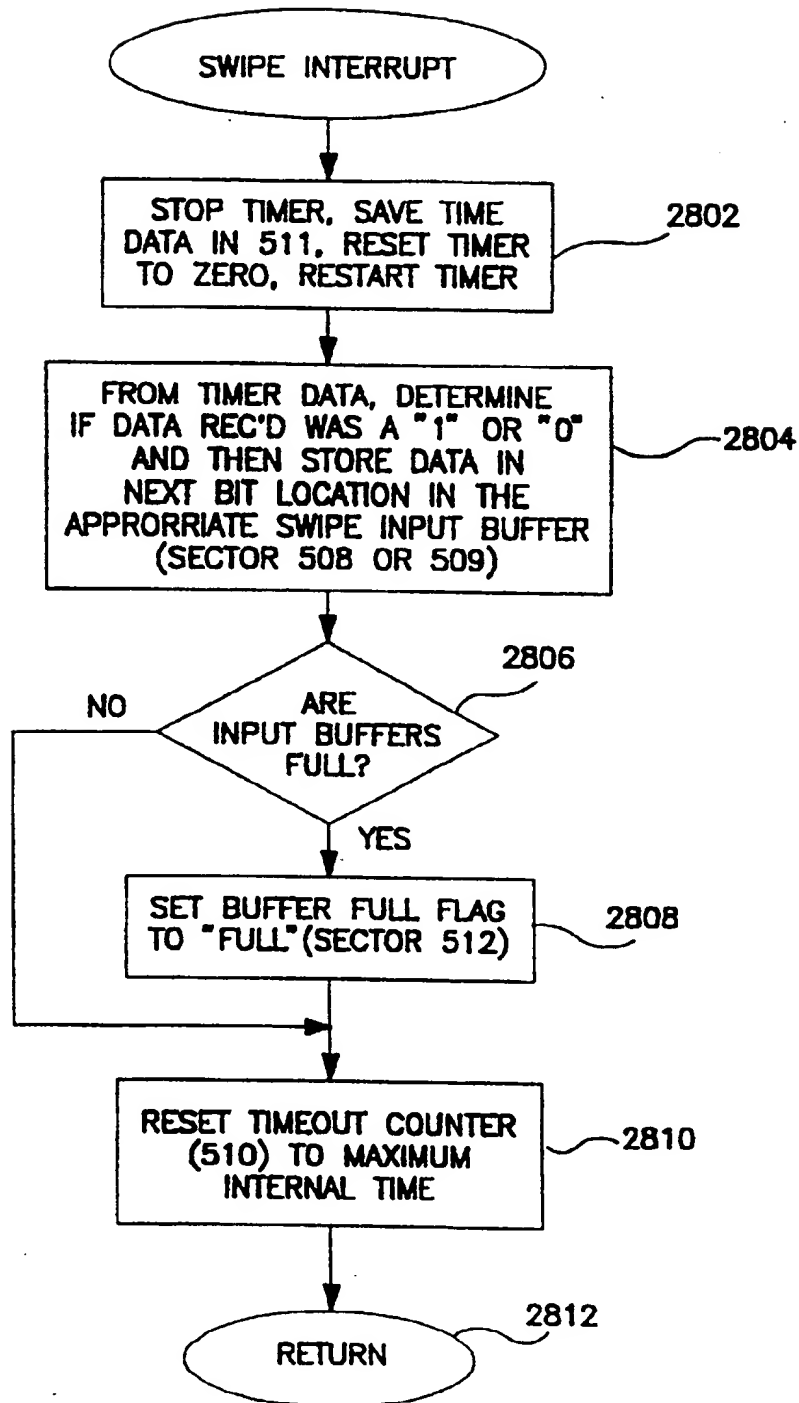 SWIPE INTERRUPT
STOP TIMER, SAVE TIME
DATA IN 511, RESET TIMER
TO ZERO, RESTART TIMER
2802
FROM TIMER DATA, DETERMINE
IF DATA REC'D WAS A "1" OR "0"
AND THEN STORE DATA IN
NEXT BIT LOCATION IN THE
APPRORRIATE SWIPE INPUT BUFFER
(SECTOR 508 OR 509)
2804
ARE
INPUT BUFFERS
FULL?
2806
NO
YES
SET BUFFER FULL FLAG
TO "FULL"(SECTOR 512)
2808
RESET TIMEOUT COUNTER
(510) TO MAXIMUM
INTERNAL TIME
2810
RETURN
2812